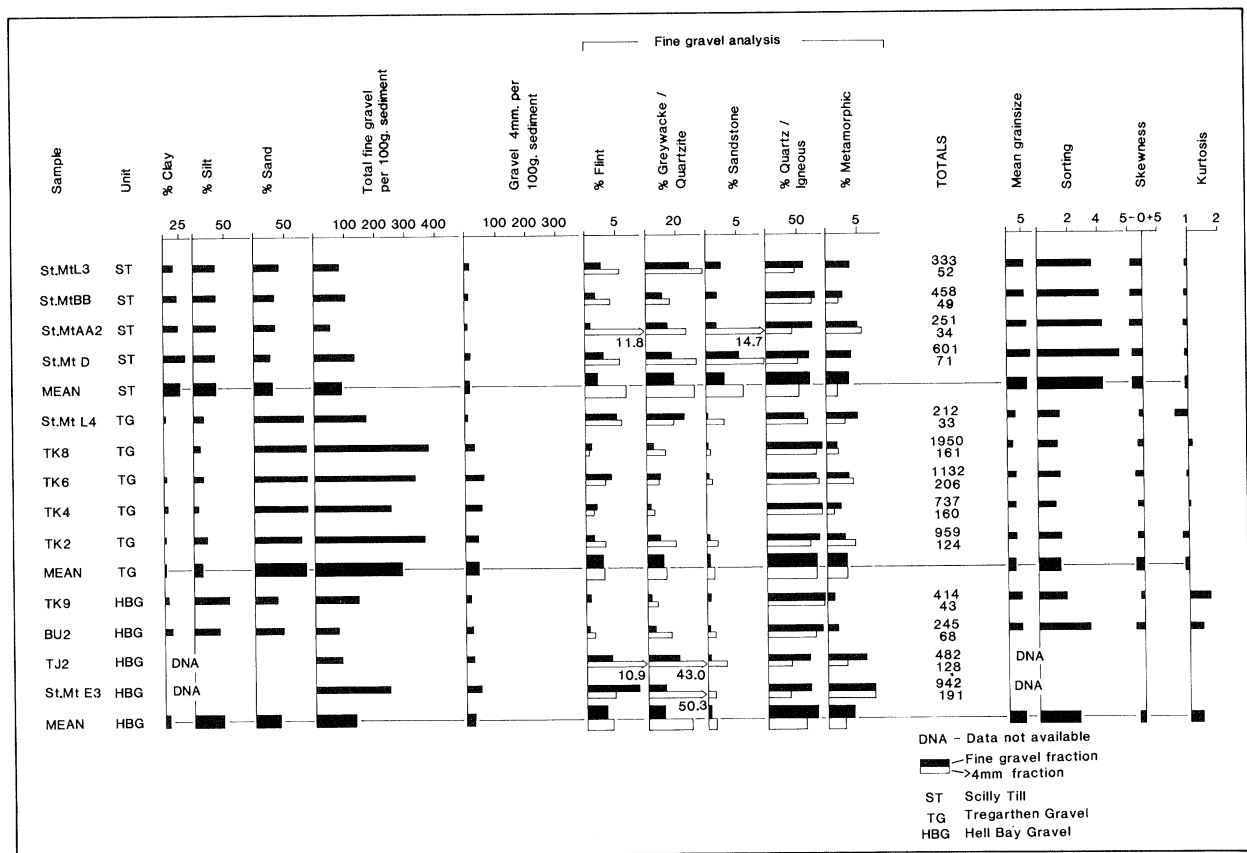 Fine gravel analysis
Sample
Unit
% Clay
% Silt
% Sand
Total fine gravel
per 100g. sediment
Gravel 4mm. per
100g. sediment
% Flint
% Greywacke /
Quartzite
% Sandstone
% Quartz /
Igneous
% Metamorphic
TOTALS
Mean grainsize
Sorting
Skewness
Kurtosis
25 50 50 100 200 300 400 100 200 300 5 20 5 50 5 5 2 4 5-0+5 1 2
St.MtL3 ST 333
52
St.MtBB ST 458
49
St.MtAA2 ST 11.8 14.7 251
34
St.Mt D ST 601
71
MEAN ST
St.Mt L4 TG 212
33
TK8 TG 1950
161
TK6 TG 1132
206
TK4 TG 737
160
TK2 TG 959
124
MEAN TG
TK9 HBG 414
43
BU2 HBG 245
68
TJ2 HBG DNA 10.9 43.0 482 DNA
128
St.Mt E3 HBG DNA 50.3 942 DNA
191
MEAN HBG
DNA – Data not available
Fine gravel fraction
>4mm fraction
ST Scilly Till
TG Tregarthen Gravel
HBG Hell Bay Gravel